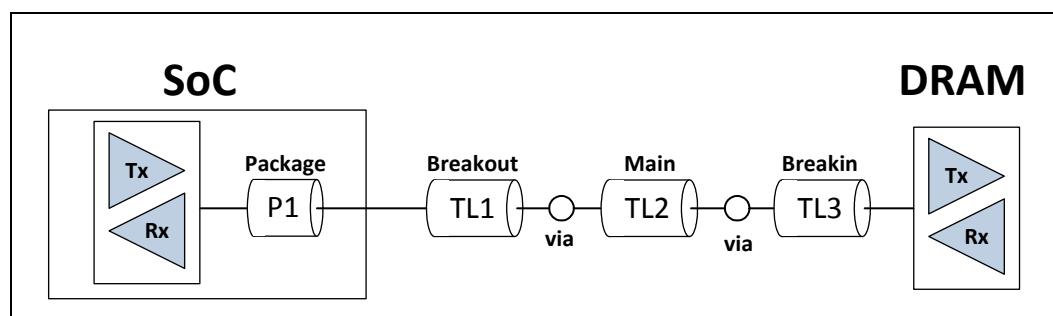 SoC
DRAM
Package
Breakout
Main
Breakin
Tx
Rx
P1
TL1
via
TL2
via
TL3
Tx
Rx